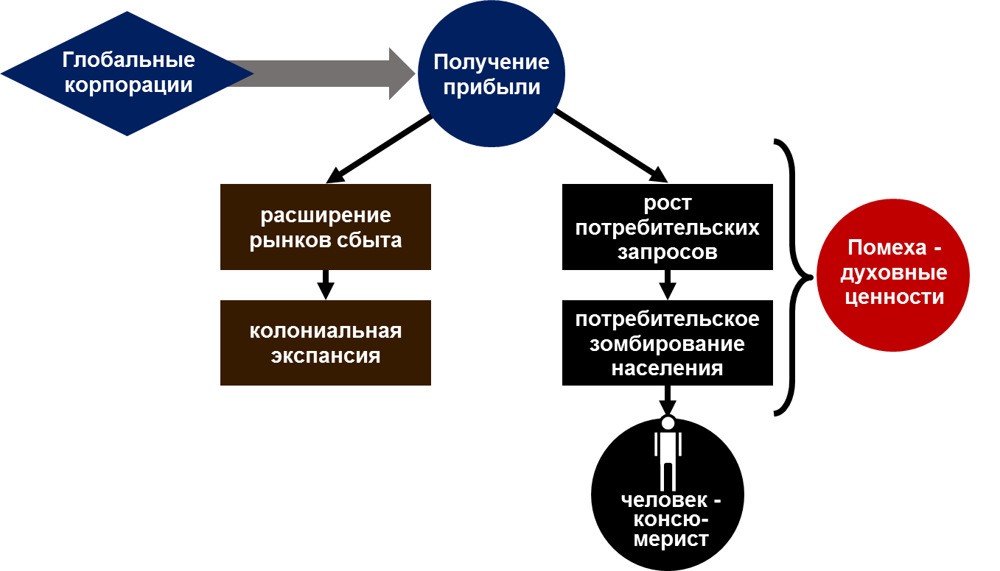 Глобальные
корпорации
Получение
прибыли
расширение
рынков сбыта
колониальная
экспансия
рост
потребительских
запросов
потребительское
зомбирование
населения
человек -
консю-
мерист
Помеха -
духовные
ценности